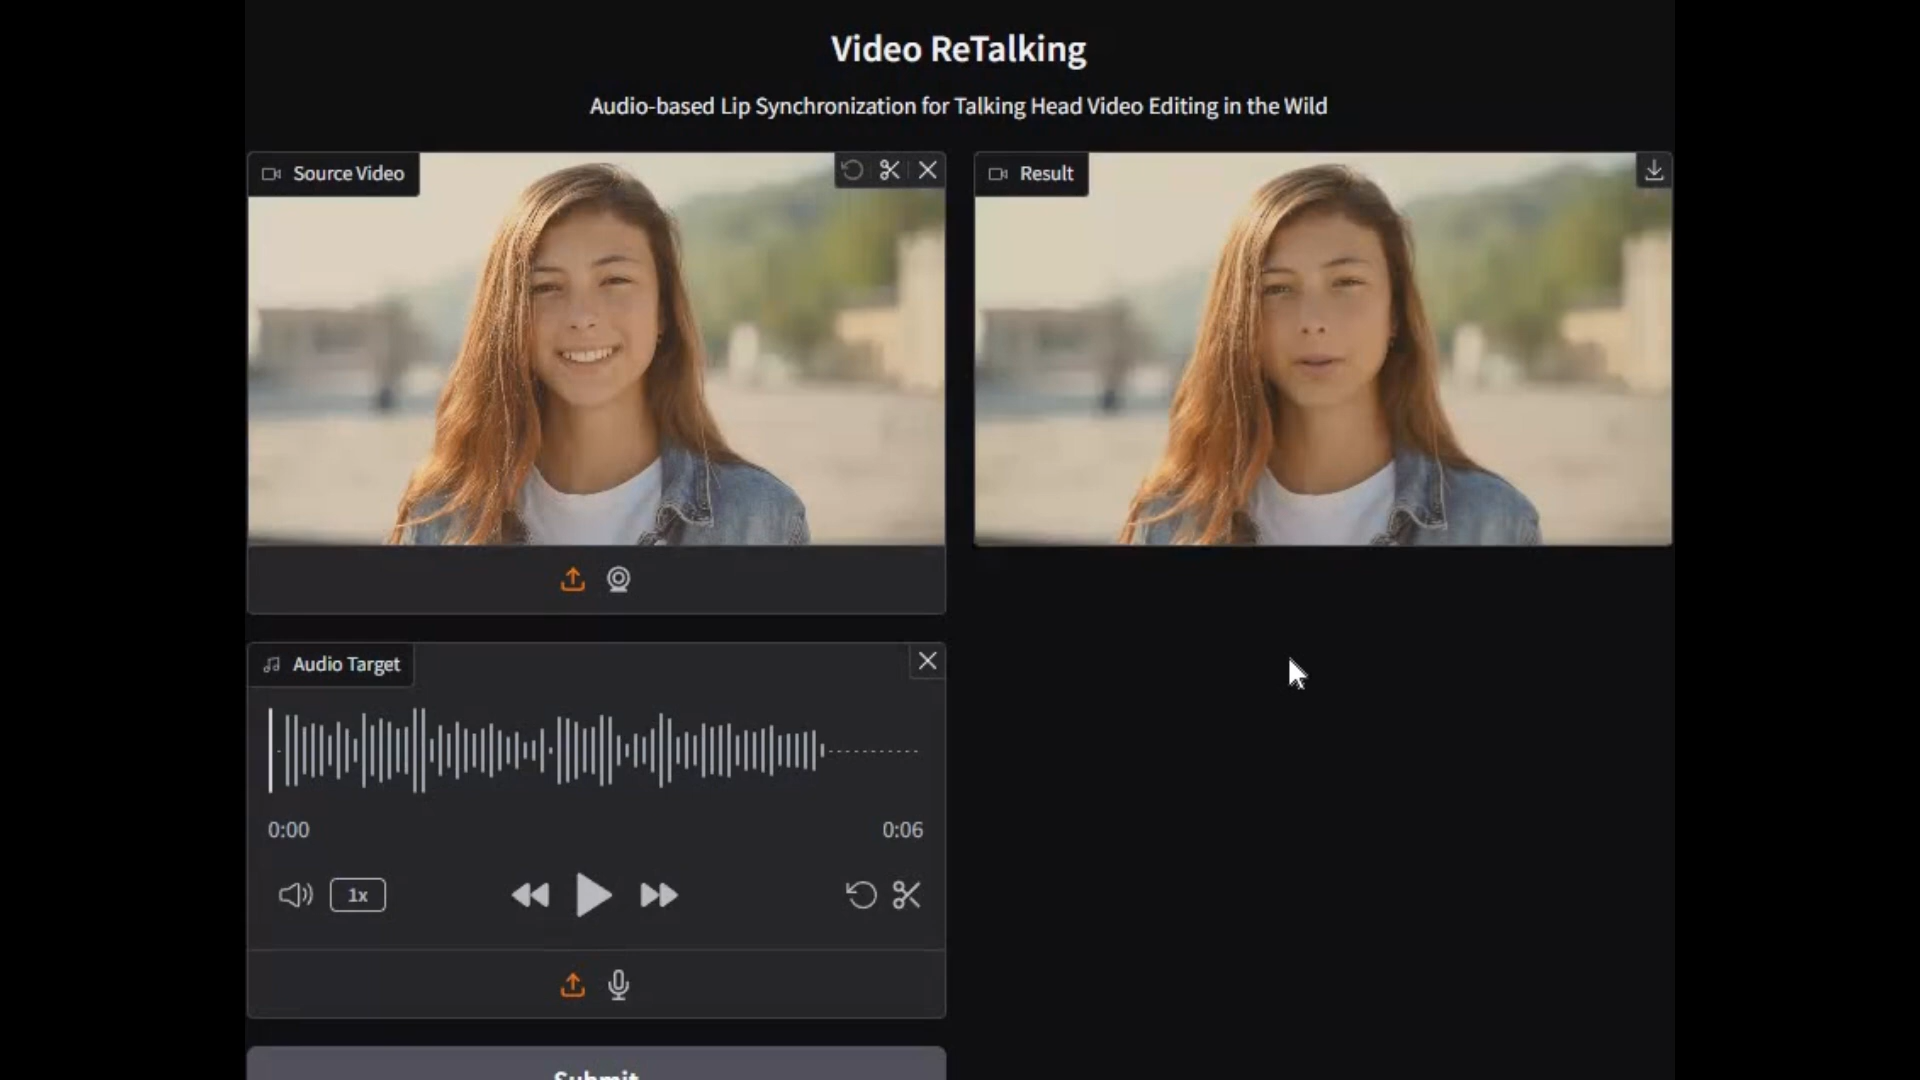 Video ReTalking
Audio-based Lip Synchronization for Talking Head Video Editing in the Wild
Source Video
Result
Audio Target
0:00
0:06
1x
Submit